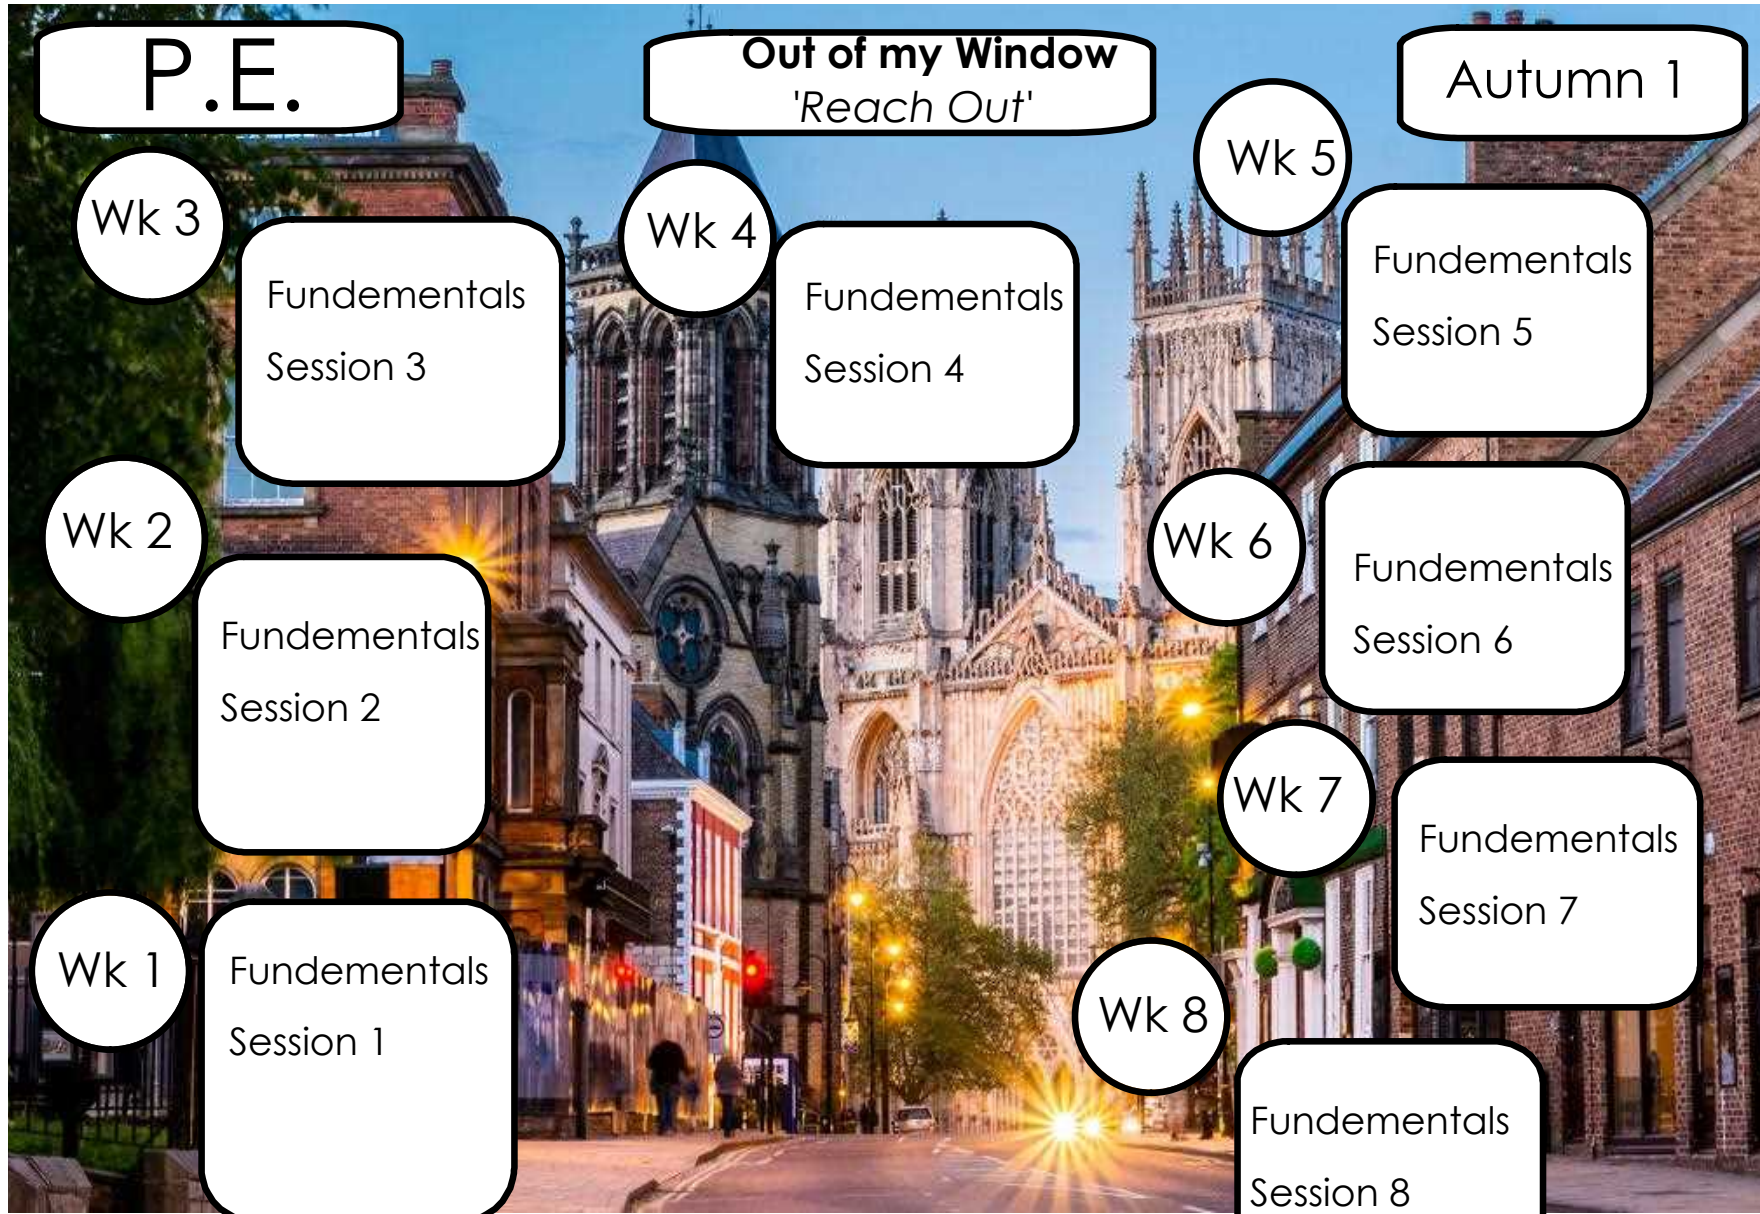 P.E.
Out of my Window
'Reach Out'
Autumn 1
Wk 1
Fundementals
Session 1
Wk 2
Fundementals
Session 2
Wk 3
Fundementals
Session 3
Wk 4
Fundementals
Session 4
Wk 5
Fundementals
Session 5
Wk 6
Fundementals
Session 6
Wk 7
Fundementals
Session 7
Wk 8
Fundementals
Session 8